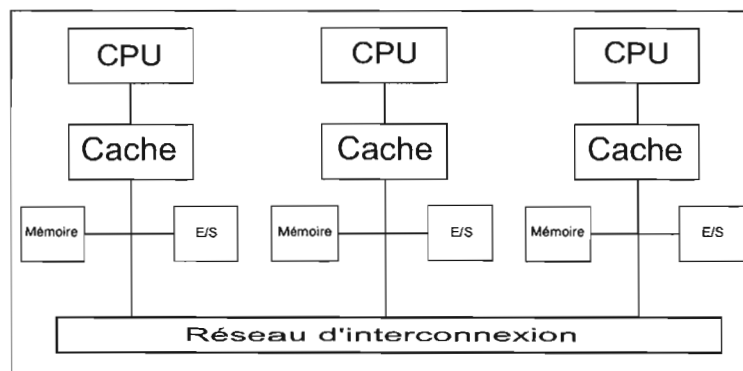 CPU CPU CPU
Cache Cache Cache
Mémoire E/S Mémoire E/S Mémoire E/S
Réseau d'interconnexion